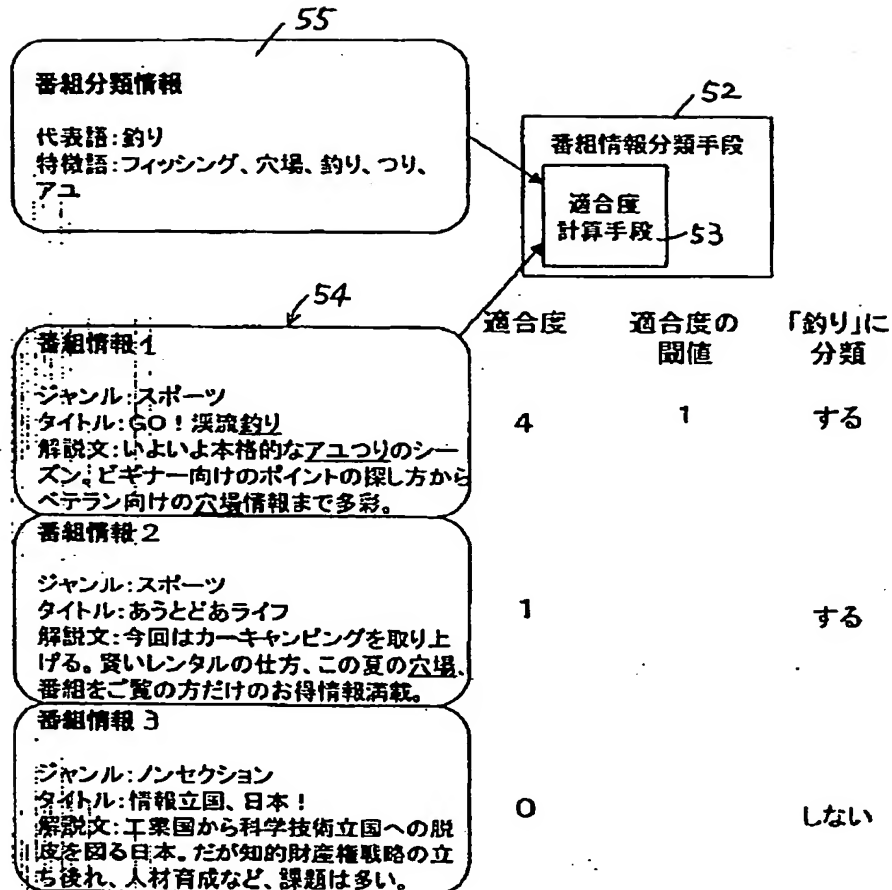 55
番組分類情報
代表語:釣り
特徴語:フィッシング、穴場、釣り、つり、
アユ
52
番組情報分類手段
適合度
計算手段
53
54
適合度
適合度の
閾値
「釣り」に
分類
番組情報1
ジャンル:スポーツ
タイトル:GO!渓流釣り
解説文:いよいよ本格的なアユつりのシー
ズン。ビギナー向けのポイントの探し方から
ベテラン向けの穴場情報まで多彩。
4
1
する
番組情報2
ジャンル:スポーツ
タイトル:あうとどあライフ
解説文:今回はカーキャンピングを取り上
げる。賢いレンタルの仕方、この夏の穴場、
番組をご覧の方だけのお得情報満載。
1
する
番組情報3
ジャンル:ノンセクション
タイトル:情報立国、日本!
解説文:工業国から科学技術立国への脱
皮を図る日本。だが知的財産権戦略の立
ち後れ、人材育成など、課題は多い。
0
しない